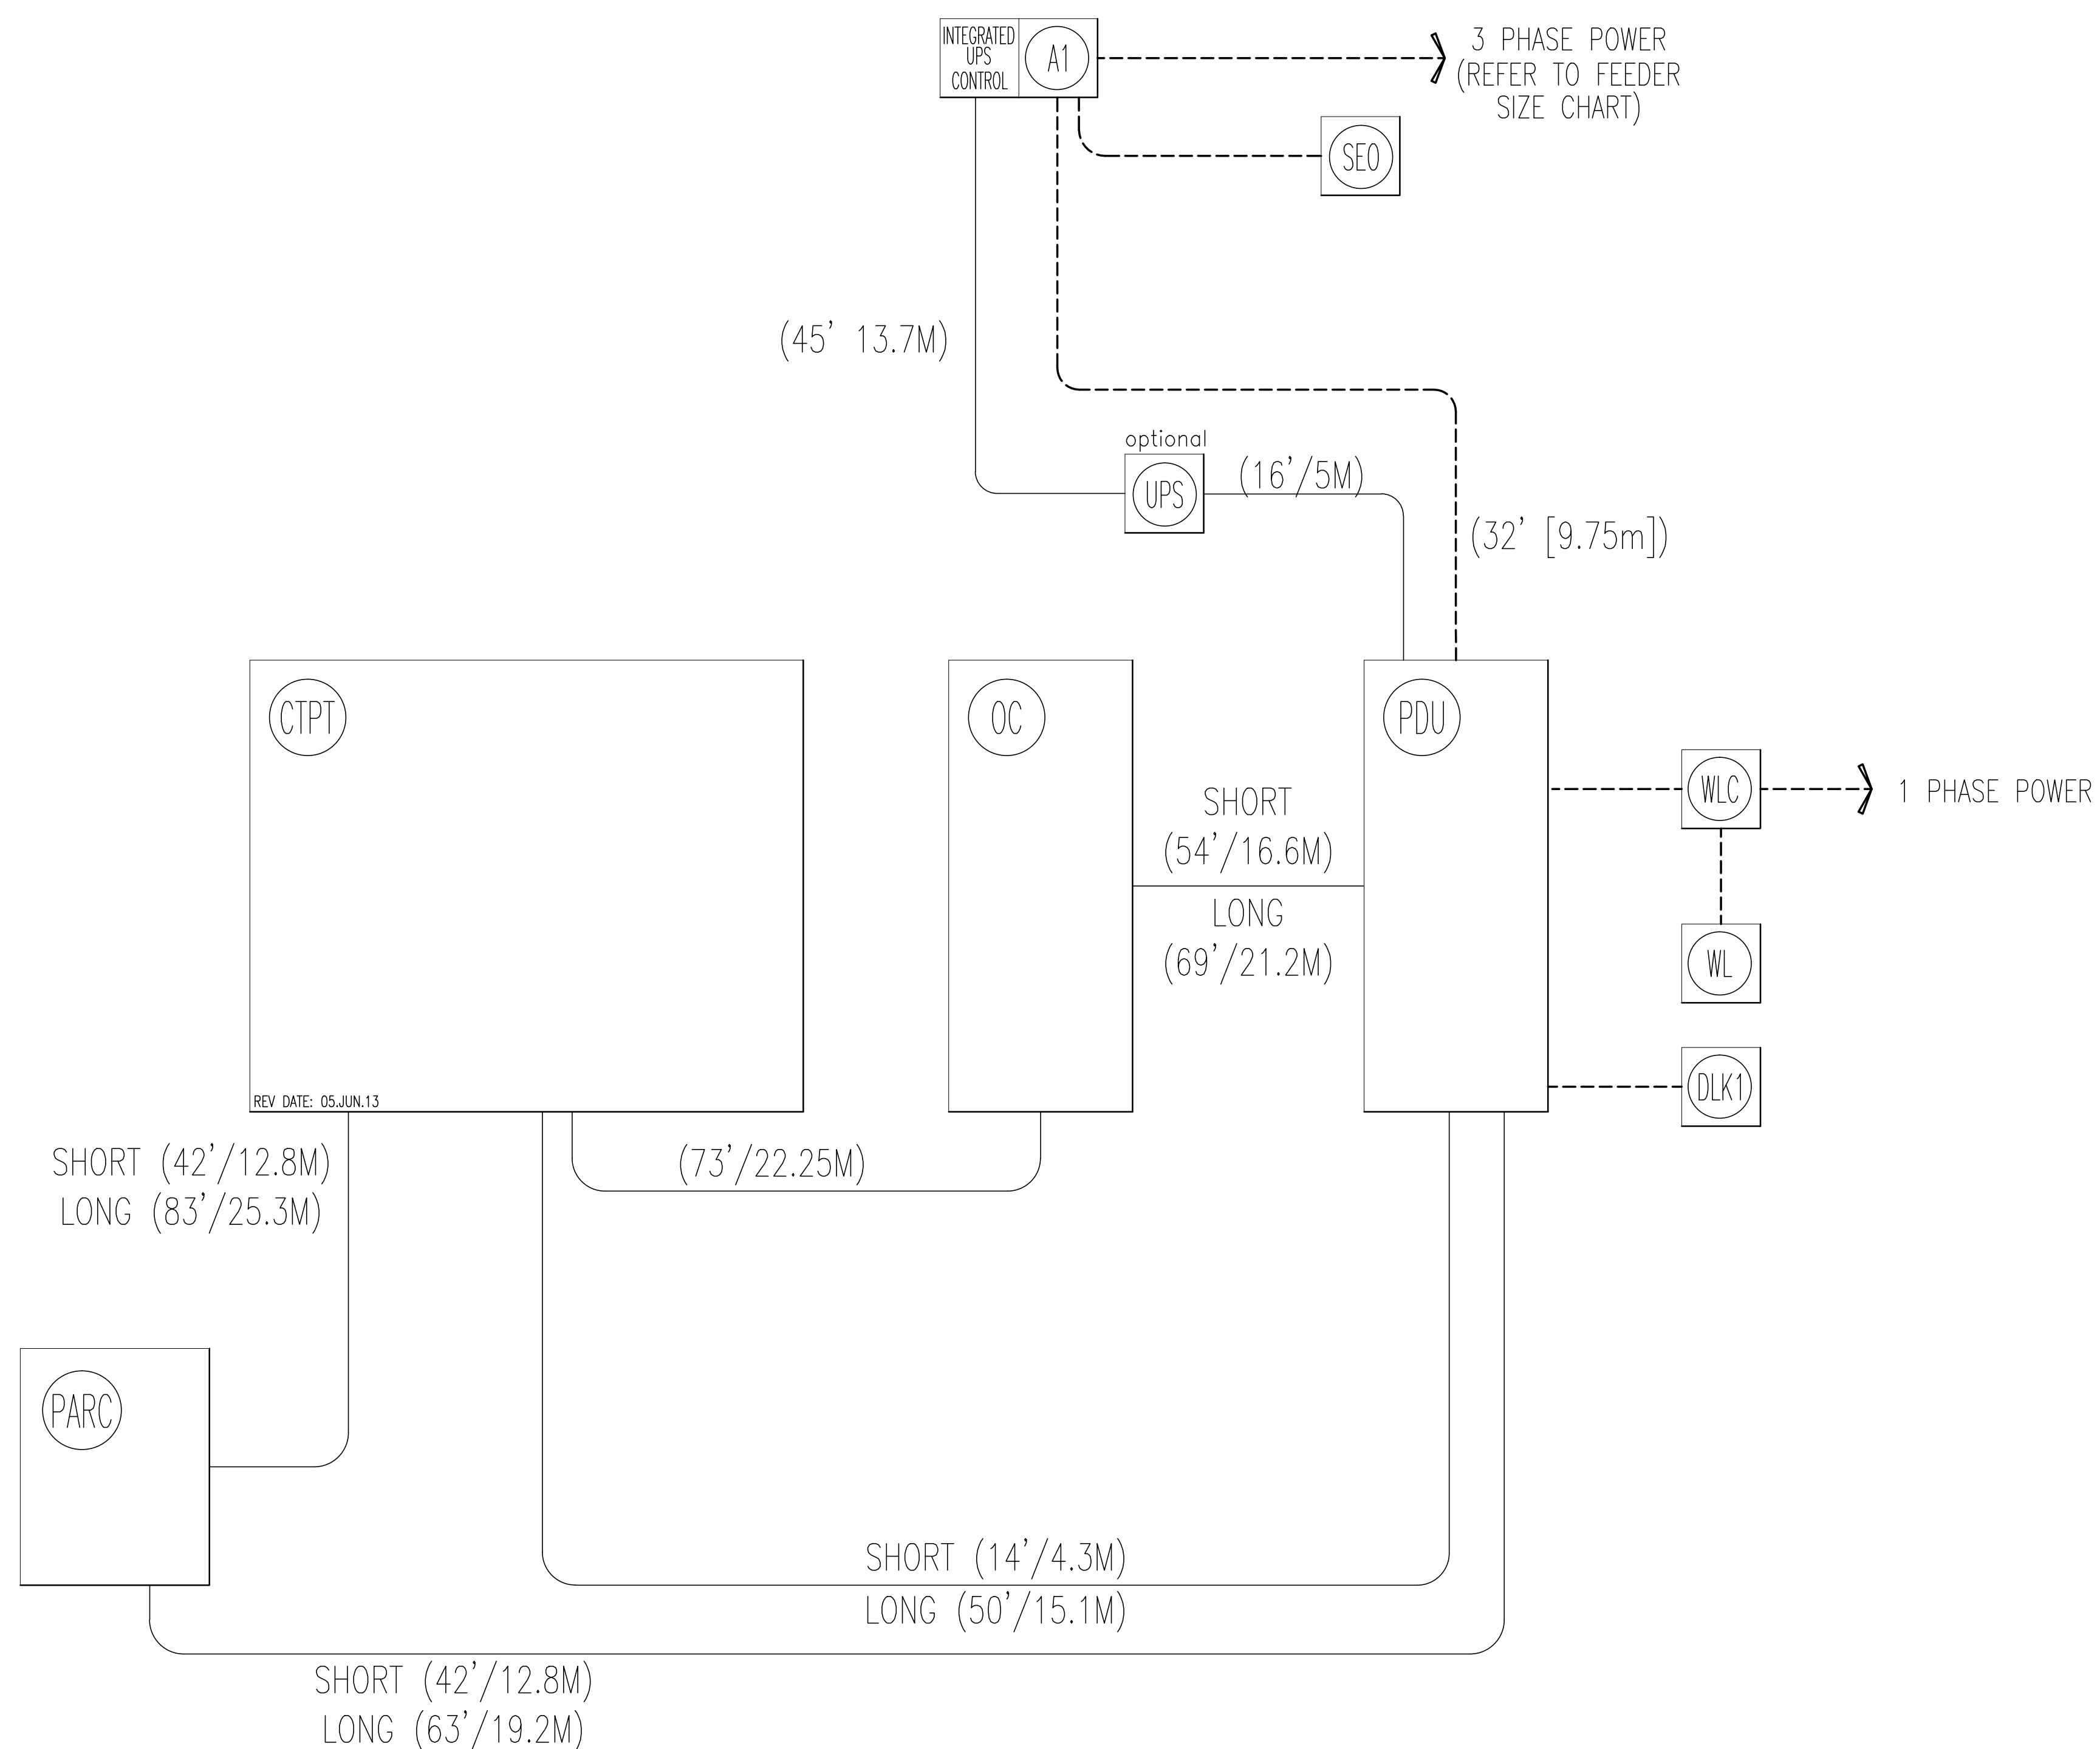 INTEGRATED
UPS
CONTROL
A1
3 PHASE POWER
(REFER TO FEEDER
SIZE CHART)
SEO
(45' 13.7M)
optional
UPS
(16'/5M)
(32' [9.75m])
CTPT
OC
PDU
WLC
1 PHASE POWER
SHORT
(54'/16.6M)
LONG
(69'/21.2M)
WL
DLK1
REV DATE: 05.JUN.13
SHORT (42'/12.8M)
LONG (83'/25.3M)
(73'/22.25M)
PARC
SHORT (14'/4.3M)
LONG (50'/15.1M)
SHORT (42'/12.8M)
LONG (63'/19.2M)